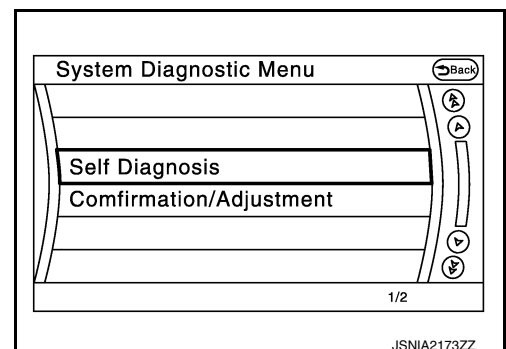 System Diagnostic Menu
Back
Self Diagnosis
Comfirmation/Adjustment
1/2
JSNIA2173ZZ